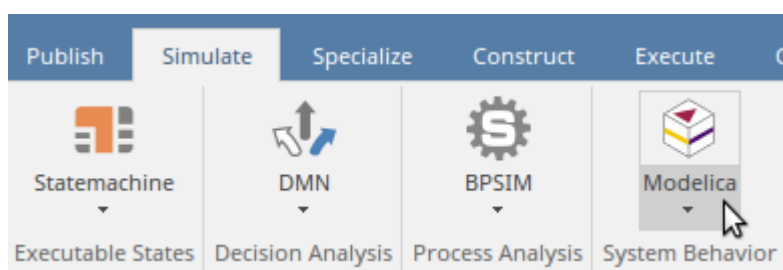 Publish Simulate Specialize Construct Execute
S
Statemachine DMN BPSIM Modelica
Executable States Decision Analysis Process Analysis System Behavior